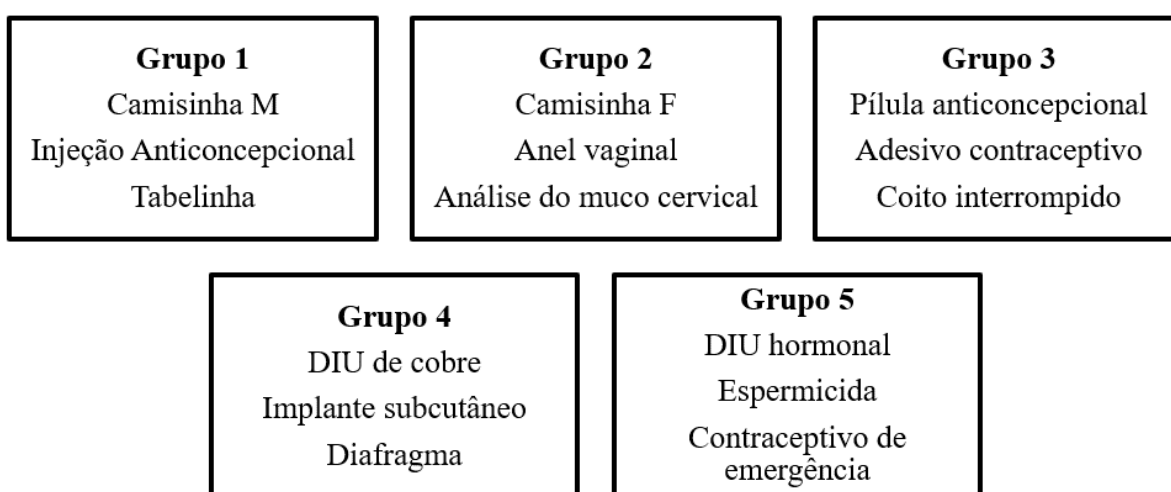 Grupo 1
Camisinha M
Injeção Anticoncepcional
Tabelinha
Grupo 2
Camisinha F
Anel vaginal
Análise do muco cervical
Grupo 3
Pílula anticoncepcional
Adesivo contraceptivo
Coito interrompido
Grupo 4
DIU de cobre
Implante subcutâneo
Diafragma
Grupo 5
DIU hormonal
Espermicida
Contraceptivo de
emergência